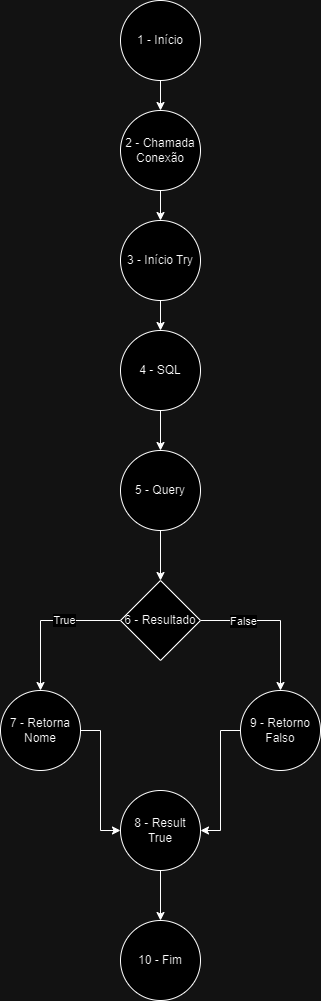 1 - Início
2 - Chamada
Conexão
3 - Início Try
4 - SQL
5 - Query
6 - Resultado
True
False
7 - Retorna
Nome
9 - Retorno
Falso
8 - Result
True
10 - Fim